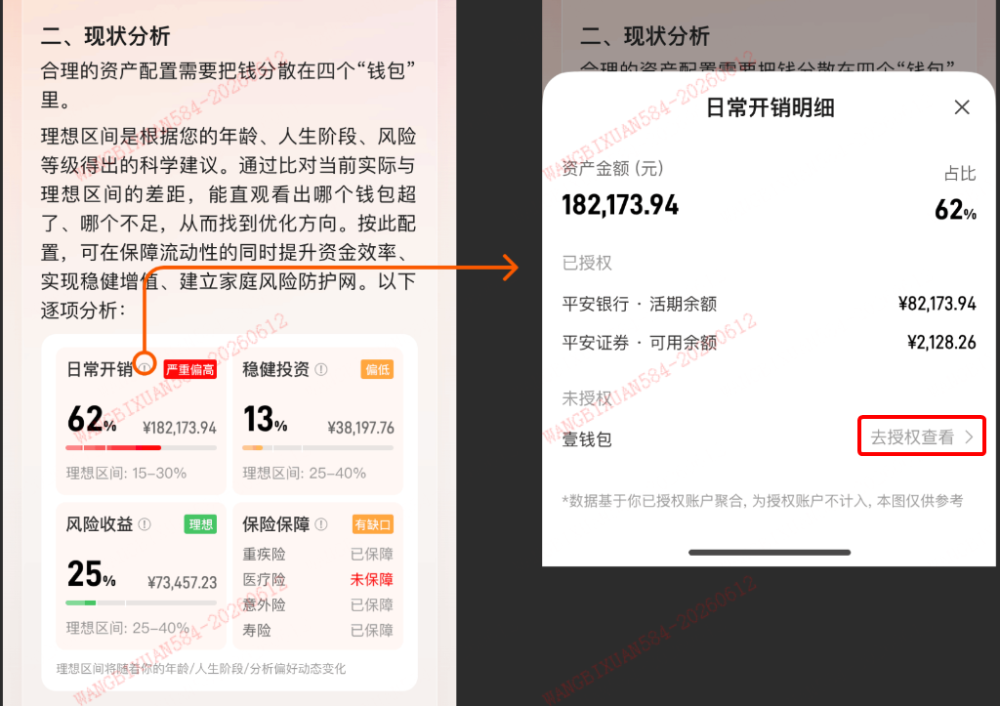 二、现状分析
合理的资产配置需要把钱分散在四个“钱包”
里。
理想区间是根据您的年龄、人生阶段、风险
等级得出的科学建议。通过比对当前实际与
理想区间的差距，能直观看出哪个钱包超
了、哪个不足，从而找到优化方向。按此配
置，可在保障流动性的同时提升资金效率、
实现稳健增值、建立家庭风险防护网。以下
逐项分析：
日常开销 严重偏高
62% ¥182,173.94
理想区间: 15-30%
稳健投资 偏低
13% ¥38,197.76
理想区间: 25-40%
风险收益 理想
25% ¥73,457.23
理想区间: 25-40%
保险保障 有缺口
重疾险 已保障
医疗险 未保障
意外险 已保障
寿险 已保障
理想区间将随着你的年龄/人生阶段/分析偏好动态变化
二、现状分析
合理的资产配置需要把钱分散在四个“钱包”
日常开销明细
资产金额 (元) 占比
182,173.94 62%
已授权
平安银行 · 活期余额 ¥82,173.94
平安证券 · 可用余额 ¥2,128.26
未授权
壹钱包 去授权查看
*数据基于你已授权账户聚合, 为授权账户不计入, 本图仅供参考
WANGBIXUAN584-20260612
WANGBIXUAN584-20260612
WANGBIXUAN584-20260612
WANGBIXUAN584-20260612
WANGBIXUAN584-20260612
WANGBIXUAN584-20260612